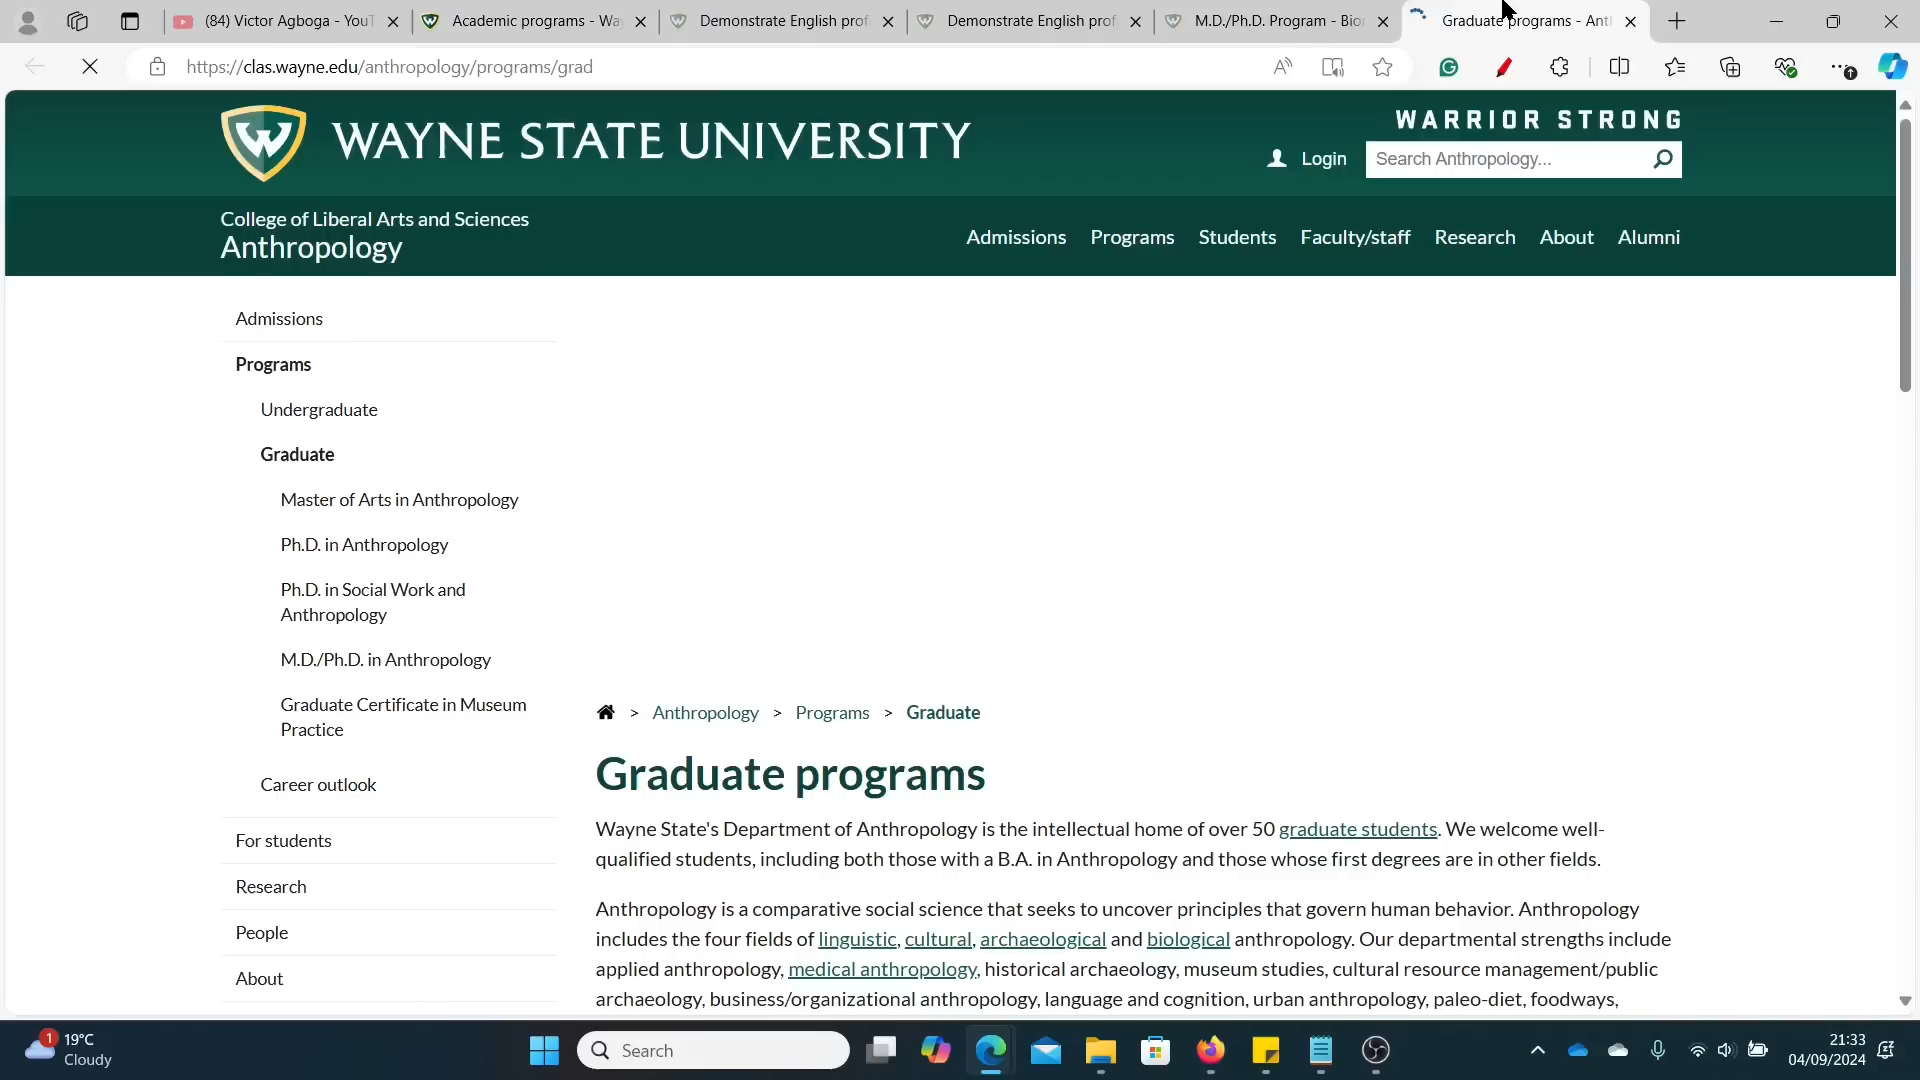 (84) Victor Agboga - YouT
Academic programs - Wa
Demonstrate English prof
Demonstrate English prof
M.D./Ph.D. Program - Bio
Graduate programs - Ant
https://clas.wayne.edu/anthropology/programs/grad
WARRIOR STRONG
WAYNE STATE UNIVERSITY
Login
Search Anthropology...
College of Liberal Arts and Sciences
Anthropology
Admissions Programs Students Faculty/staff Research About Alumni
Admissions
Programs
Undergraduate
Graduate
Master of Arts in Anthropology
Ph.D. in Anthropology
Ph.D. in Social Work and
Anthropology
M.D./Ph.D. in Anthropology
Graduate Certificate in Museum
Practice
Career outlook
For students
Research
People
About
> Anthropology > Programs > Graduate
Graduate programs
Wayne State's Department of Anthropology is the intellectual home of over 50 graduate students. We welcome well-
qualified students, including both those with a B.A. in Anthropology and those whose first degrees are in other fields.
Anthropology is a comparative social science that seeks to uncover principles that govern human behavior. Anthropology
includes the four fields of linguistic, cultural, archaeological and biological anthropology. Our departmental strengths include
applied anthropology, medical anthropology, historical archaeology, museum studies, cultural resource management/public
archaeology, business/organizational anthropology, language and cognition, urban anthropology, paleo-diet, foodways,
1
19°C
Cloudy
Search
21:33
04/09/2024